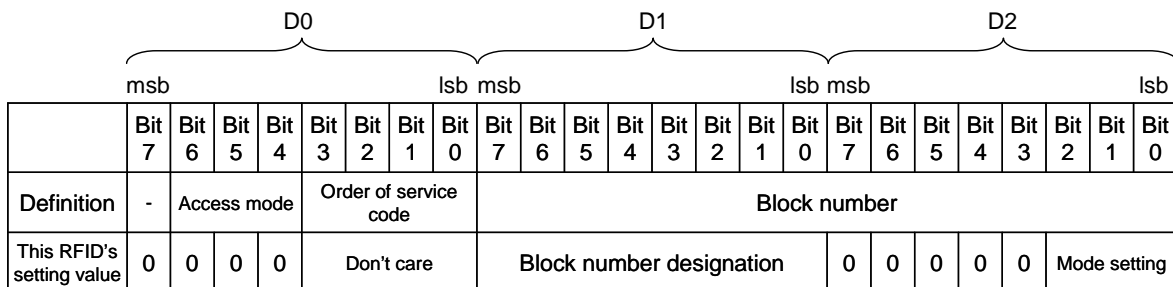 D0 D1 D2
msb lsb msb lsb msb lsb
Bit 7 Bit 6 Bit 5 Bit 4 Bit 3 Bit 2 Bit 1 Bit 0 Bit 7 Bit 6 Bit 5 Bit 4 Bit 3 Bit 2 Bit 1 Bit 0 Bit 7 Bit 6 Bit 5 Bit 4 Bit 3 Bit 2 Bit 1 Bit 0
Definition - Access mode Order of service code Block number
This RFID's setting value 0 0 0 0 Don't care Block number designation 0 0 0 0 0 Mode setting